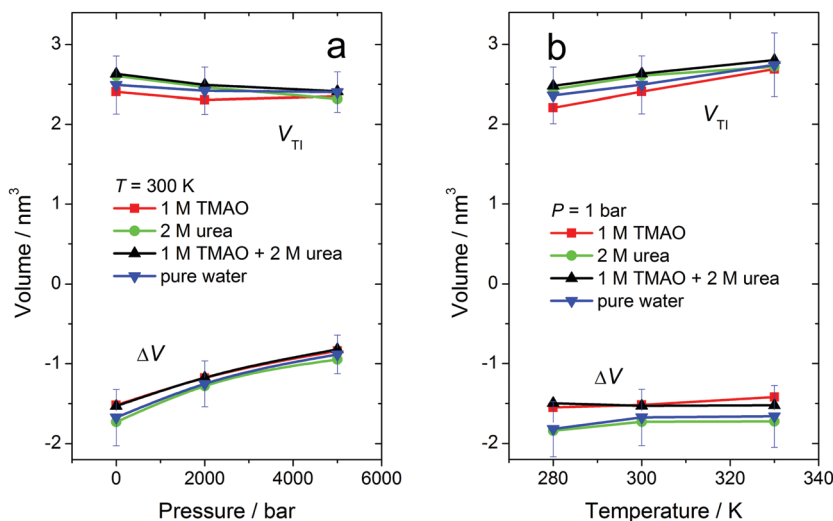 a
3
2
1
0
-1
-2
Volume / nm³
V_TI
T = 300 K
1 M TMAO
2 M urea
1 M TMAO + 2 M urea
pure water
ΔV
0 2000 4000 6000
Pressure / bar
b
3
2
1
0
-1
-2
Volume / nm³
V_TI
P = 1 bar
1 M TMAO
2 M urea
1 M TMAO + 2 M urea
pure water
ΔV
280 300 320 340
Temperature / K